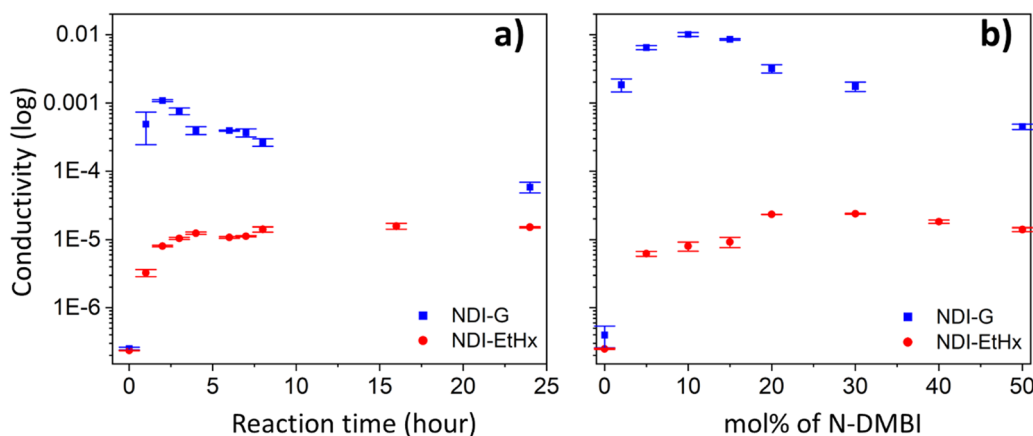 a)
b)
Conductivity (log)
0.01
0.001
1E-4
1E-5
1E-6
NDI-G
NDI-EtHx
NDI-G
NDI-EtHx
0 5 10 15 20 25
0 10 20 30 40 50
Reaction time (hour)
mol% of N-DMBI